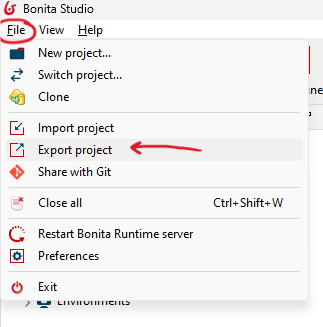 Bonita Studio
File View Help
New project...
Switch project...
Clone
Import project
Export project
Share with Git
Close all Ctrl+Shift+W
Restart Bonita Runtime server
Preferences
Exit
Environments